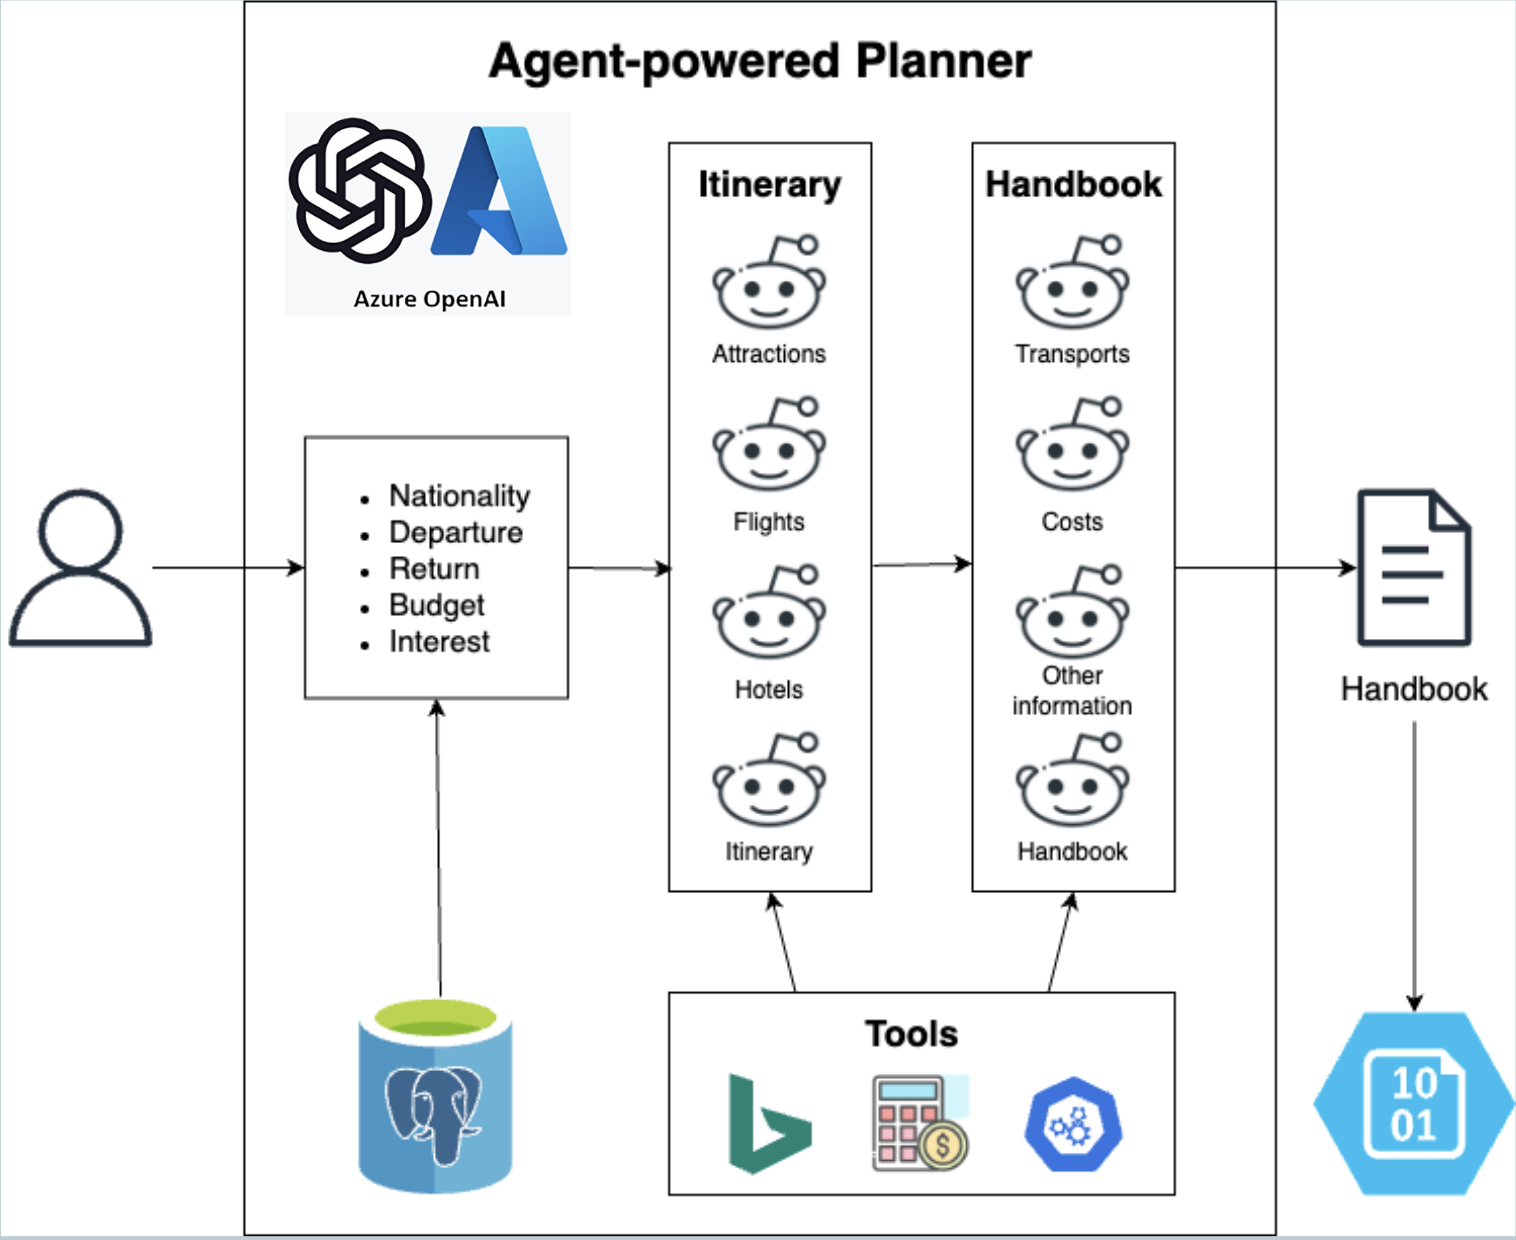 Agent-powered Planner
Azure OpenAI
Nationality
Departure
Return
Budget
Interest
Itinerary
Attractions
Flights
Hotels
Itinerary
Handbook
Transports
Costs
Other
information
Handbook
Tools
$
Handbook
10
01